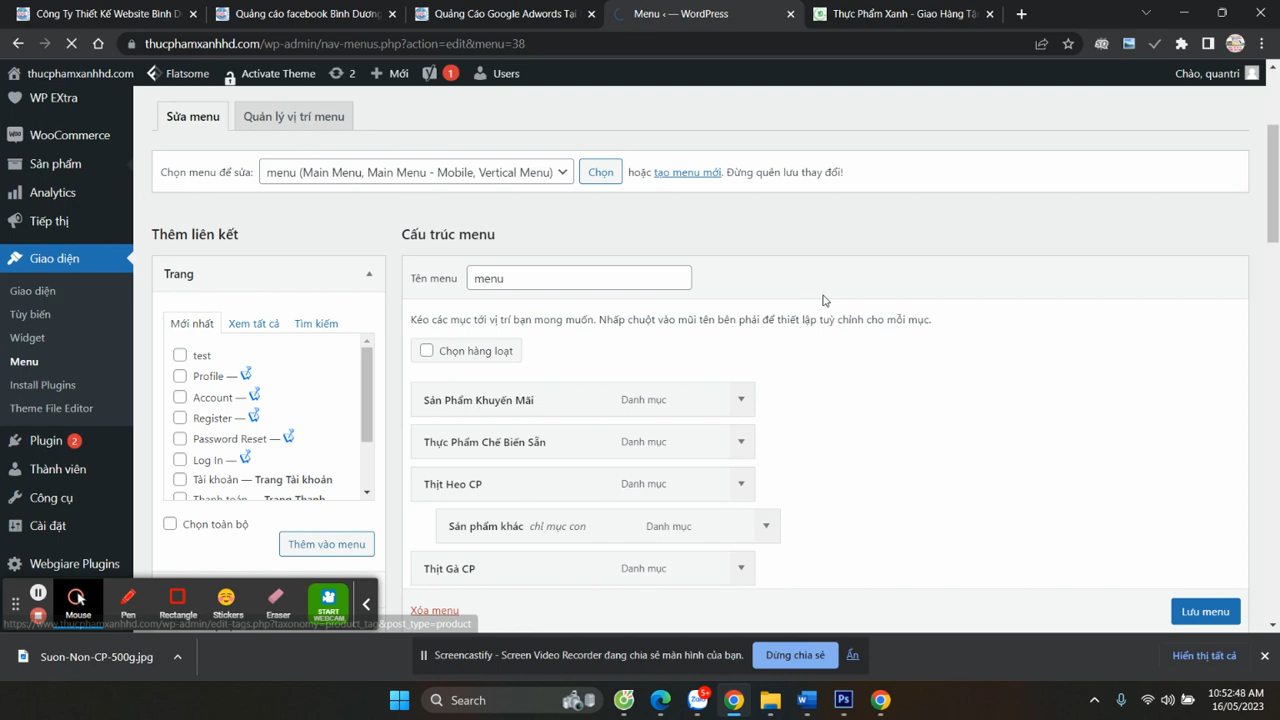 Công Ty Thiết Kế Website Bình D
Quảng cáo facebook Bình Dương
Quảng Cáo Google Adwords Tại
Menu ‹ — WordPress
Thực Phẩm Xanh - Giao Hàng Tậ
thucphamxanhhd.com/wp-admin/nav-menus.php?action=edit&menu=38
thucphamxanhhd.com
Flatsome
Activate Theme
2
Mới
1
Users
Chào, quantri
WP EXtra
WooCommerce
Sản phẩm
Analytics
Tiếp thị
Giao diện
Giao diện
Tùy biến
Widget
Menu
Install Plugins
Theme File Editor
Plugin 2
Thành viên
Công cụ
Cài đặt
Webgiare Plugins
Sửa menu
Quản lý vị trí menu
Chọn menu để sửa:
menu (Main Menu, Main Menu - Mobile, Vertical Menu)
Chọn
hoặc tạo menu mới. Đừng quên lưu thay đổi!
Thêm liên kết
Trang
Mới nhất
Xem tất cả
Tìm kiếm
test
Profile —
Account —
Register —
Password Reset —
Log In —
Tài khoản — Trang Tài khoản
Thanh toán — Trang Thanh
Chọn toàn bộ
Thêm vào menu
Cấu trúc menu
Tên menu
menu
Kéo các mục tới vị trí bạn mong muốn. Nhấp chuột vào mũi tên bên phải để thiết lập tuỳ chỉnh cho mỗi mục.
Chọn hàng loạt
Sản Phẩm Khuyến Mãi Danh mục
Thực Phẩm Chế Biến Sẵn Danh mục
Thịt Heo CP Danh mục
Sản phẩm khác chỉ mục con Danh mục
Thịt Gà CP Danh mục
Xóa menu
Lưu menu
Mouse
Pen
Rectangle
Stickers
Eraser
START WEBCAM
https://www.thucphamxanhhd.com/wp-admin/edit-tags.php?taxonomy=product_tag&post_type=product
Suon-Non-CP-500g.jpg
Screencastify - Screen Video Recorder đang chia sẻ màn hình của bạn.
Dừng chia sẻ
Ẩn
Hiển thị tất cả
Search
5+
10:52:48 AM
16/05/2023